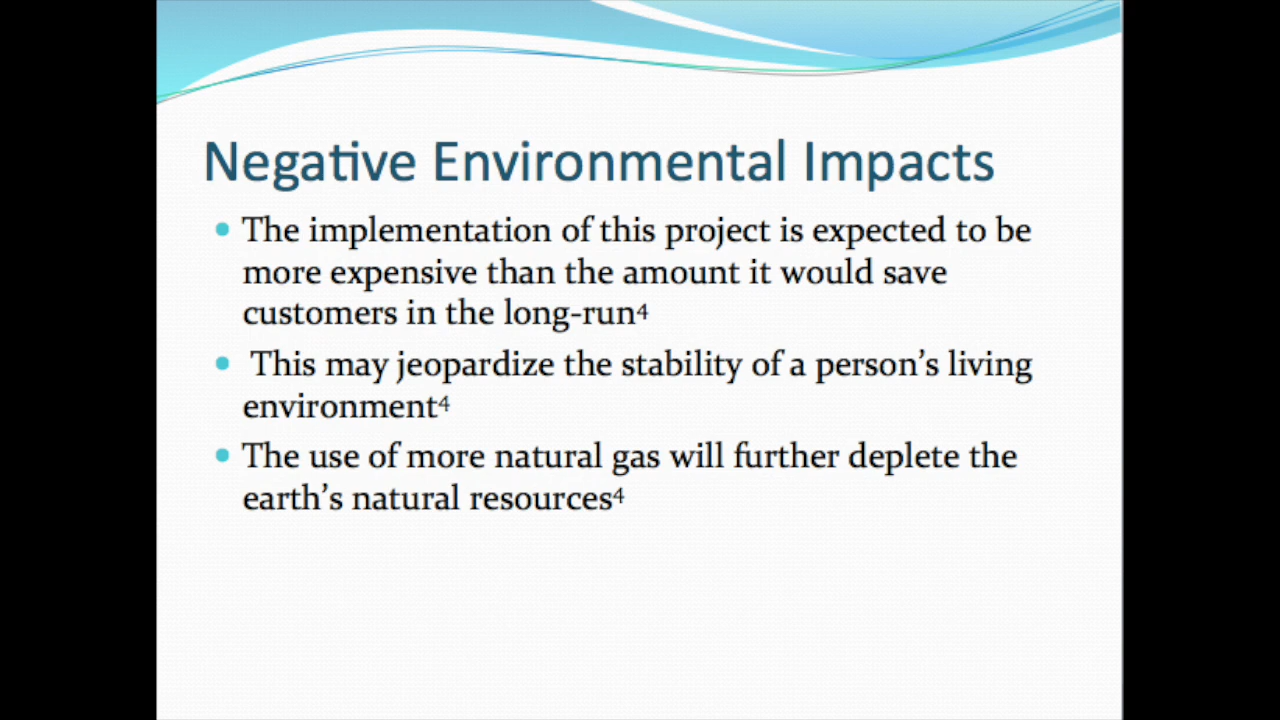 Negative Environmental Impacts
• The implementation of this project is expected to be
more expensive than the amount it would save
customers in the long-run⁴
• This may jeopardize the stability of a person’s living
environment⁴
• The use of more natural gas will further deplete the
earth’s natural resources⁴